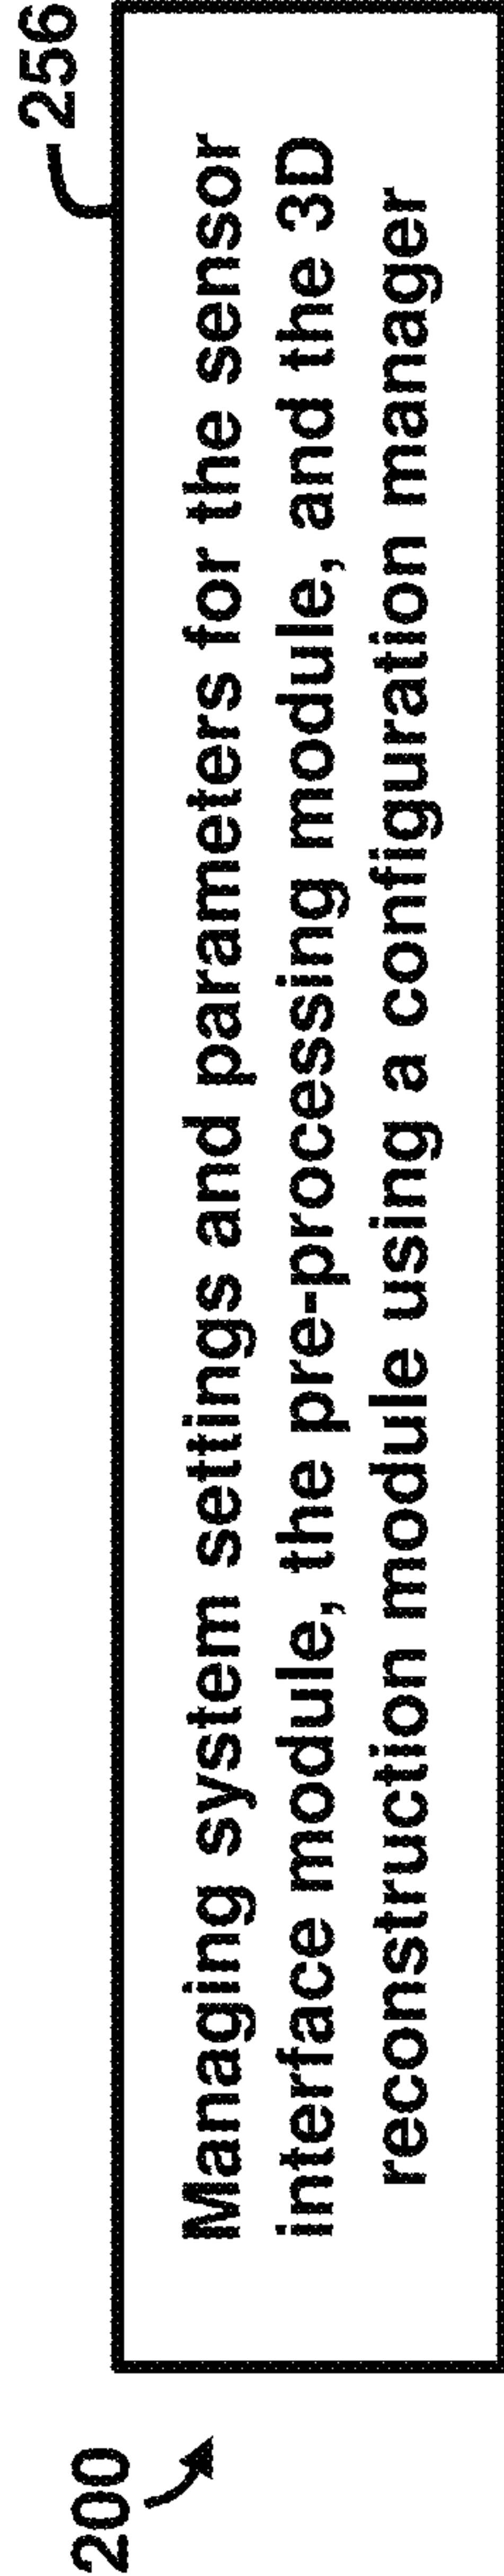 200
256
Managing system settings and parameters for the sensor
interface module, the pre-processing module, and the 3D
reconstruction module using a configuration manager